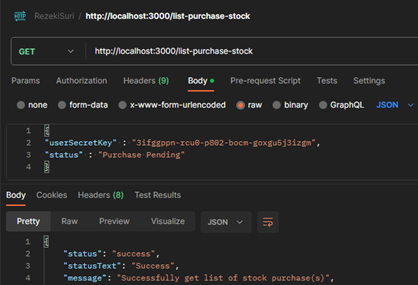 RezekiSuri / http://localhost:3000/list-purchase-stock
GET http://localhost:3000/list-purchase-stock
Params Authorization Headers (9) Body Pre-request Script Tests Settings
none form-data x-www-form-urlencoded raw binary GraphQL JSON
1 {
2 "userSecretKey" : "3ifggppn-rcu0-p802-bocm-goxgu5j3izgm",
3 "status" : "Purchase Pending"
4 }
Body Cookies Headers (8) Test Results
Pretty Raw Preview Visualize JSON
1 {
2 "status": "success",
3 "statusText": "Success",
4 "message": "Successfully get list of stock purchase(s)",